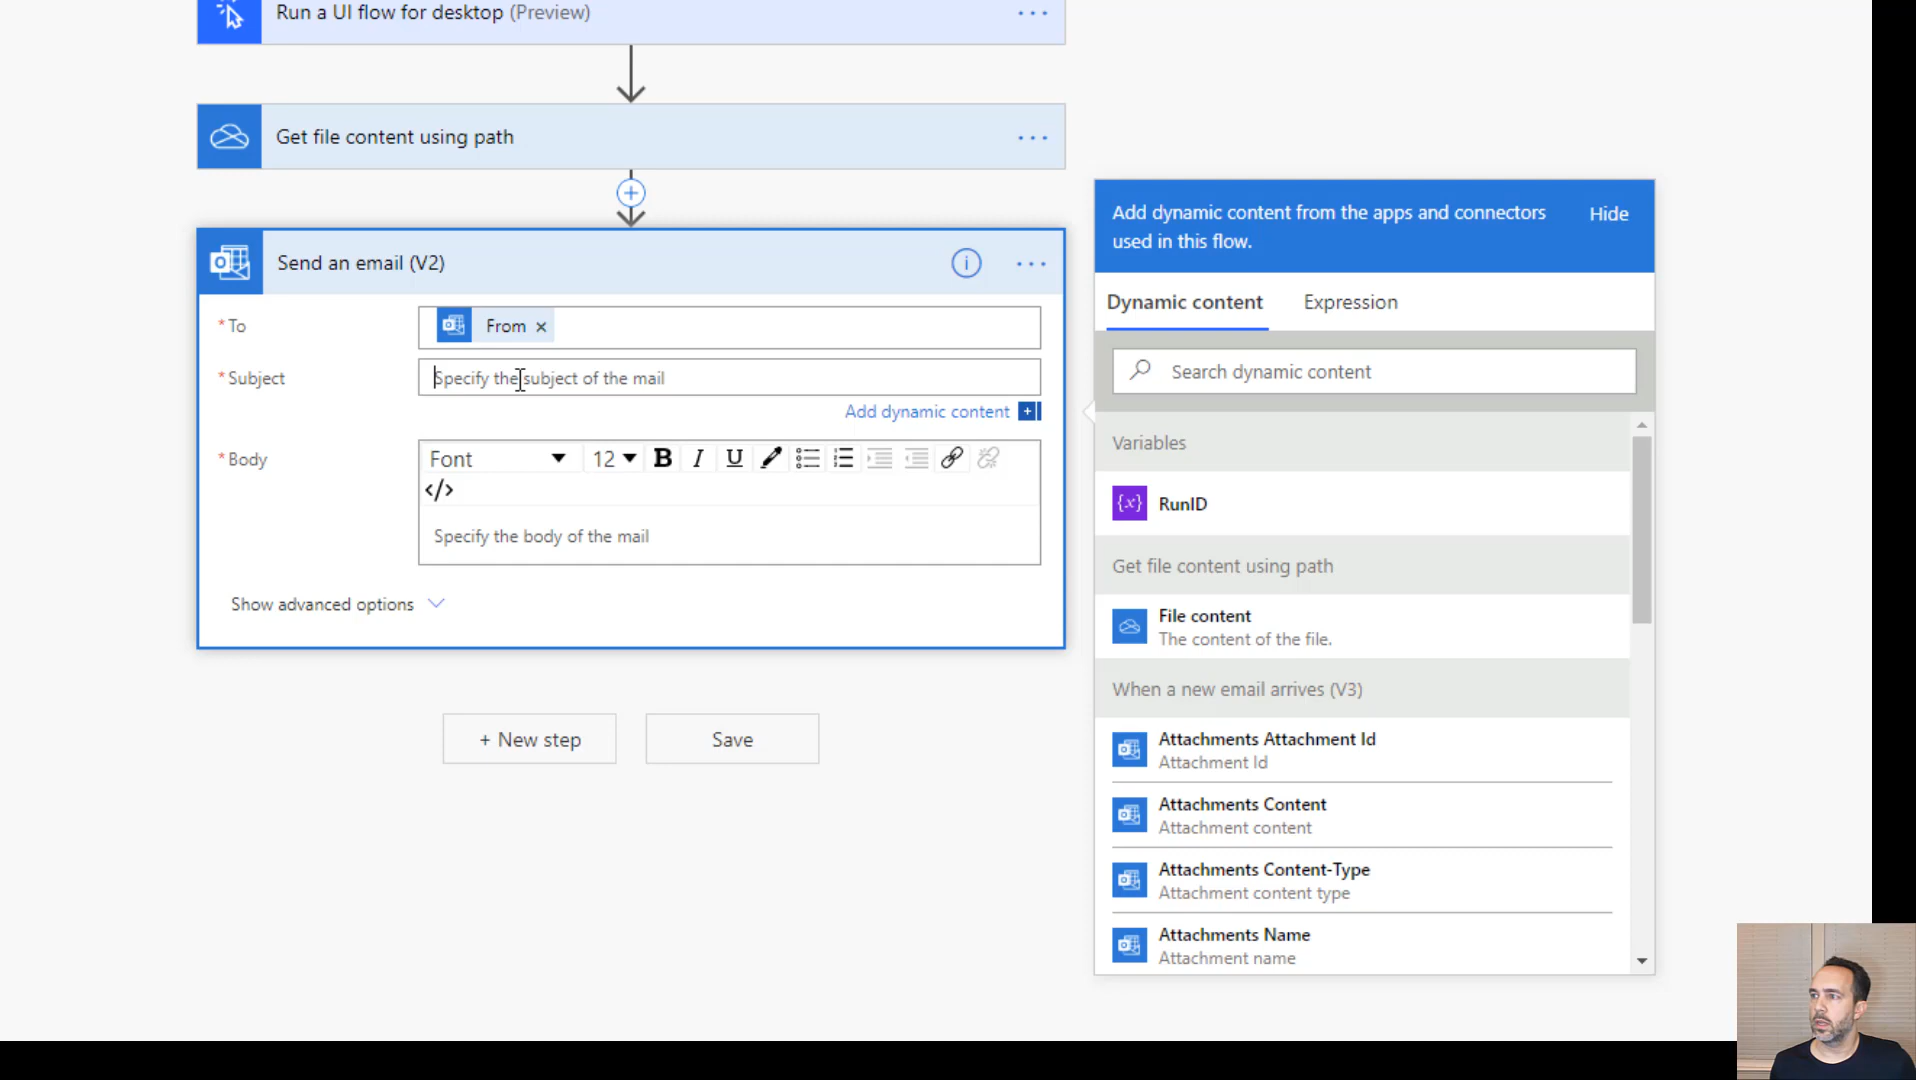 Run a UI flow for desktop (Preview)
Get file content using path
Send an email (V2)
* To
From
* Subject
Specify the subject of the mail
Add dynamic content
* Body
Font
12
B I U
</>
Specify the body of the mail
Show advanced options
+ New step
Save
Add dynamic content from the apps and connectors
used in this flow.
Hide
Dynamic content
Expression
Search dynamic content
Variables
{x}
RunID
Get file content using path
File content
The content of the file.
When a new email arrives (V3)
Attachments Attachment Id
Attachment Id
Attachments Content
Attachment content
Attachments Content-Type
Attachment content type
Attachments Name
Attachment name